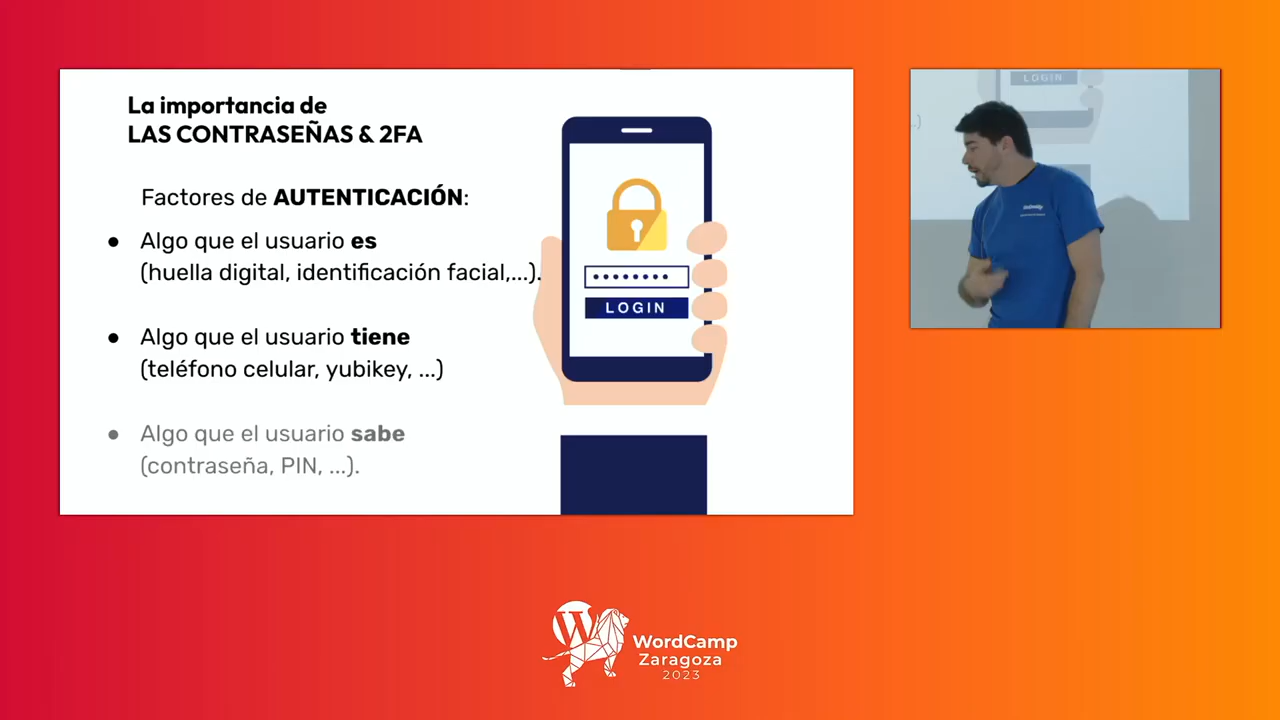 La importancia de
LAS CONTRASEÑAS & 2FA
Factores de AUTENTICACIÓN:
● Algo que el usuario es
(huella digital, identificación facial,...).
● Algo que el usuario tiene
(teléfono celular, yubikey, ...)
● Algo que el usuario sabe
(contraseña, PIN, ...).
LOGIN
LOGIN
WordCamp
Zaragoza
2023